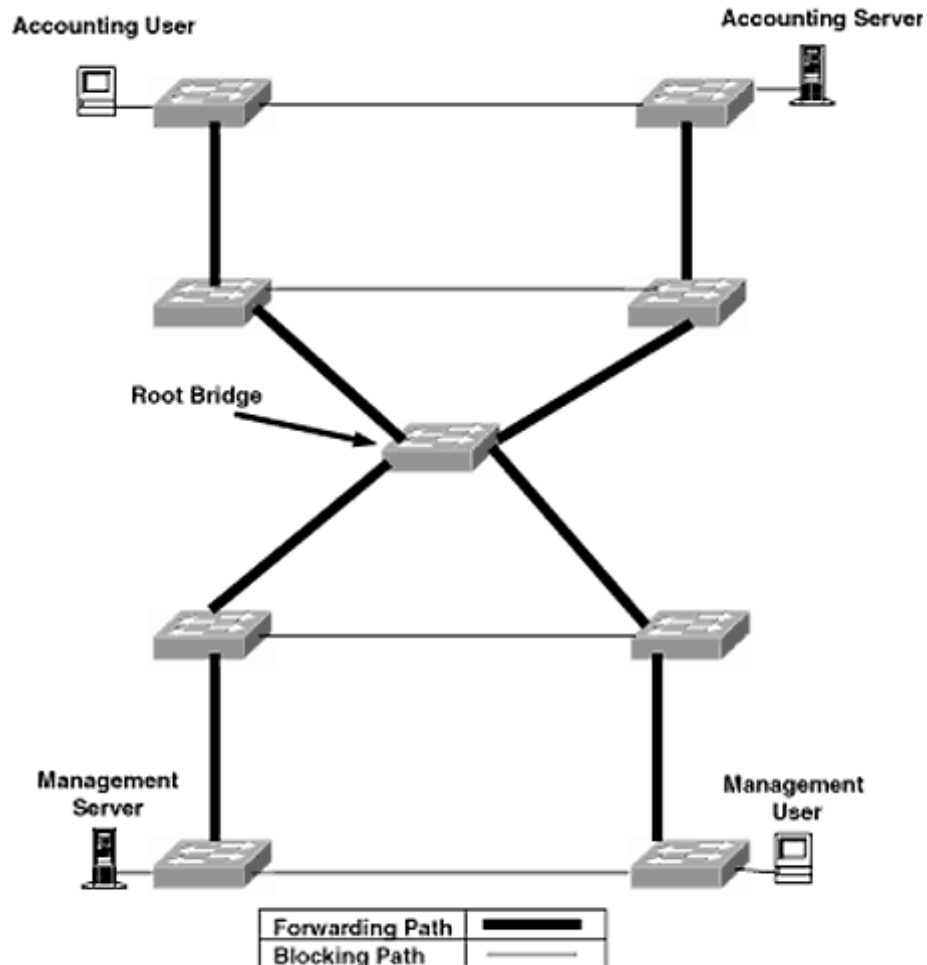 Accounting User
Accounting Server
Root Bridge
Management
Server
Management
User
Forwarding Path
Blocking Path